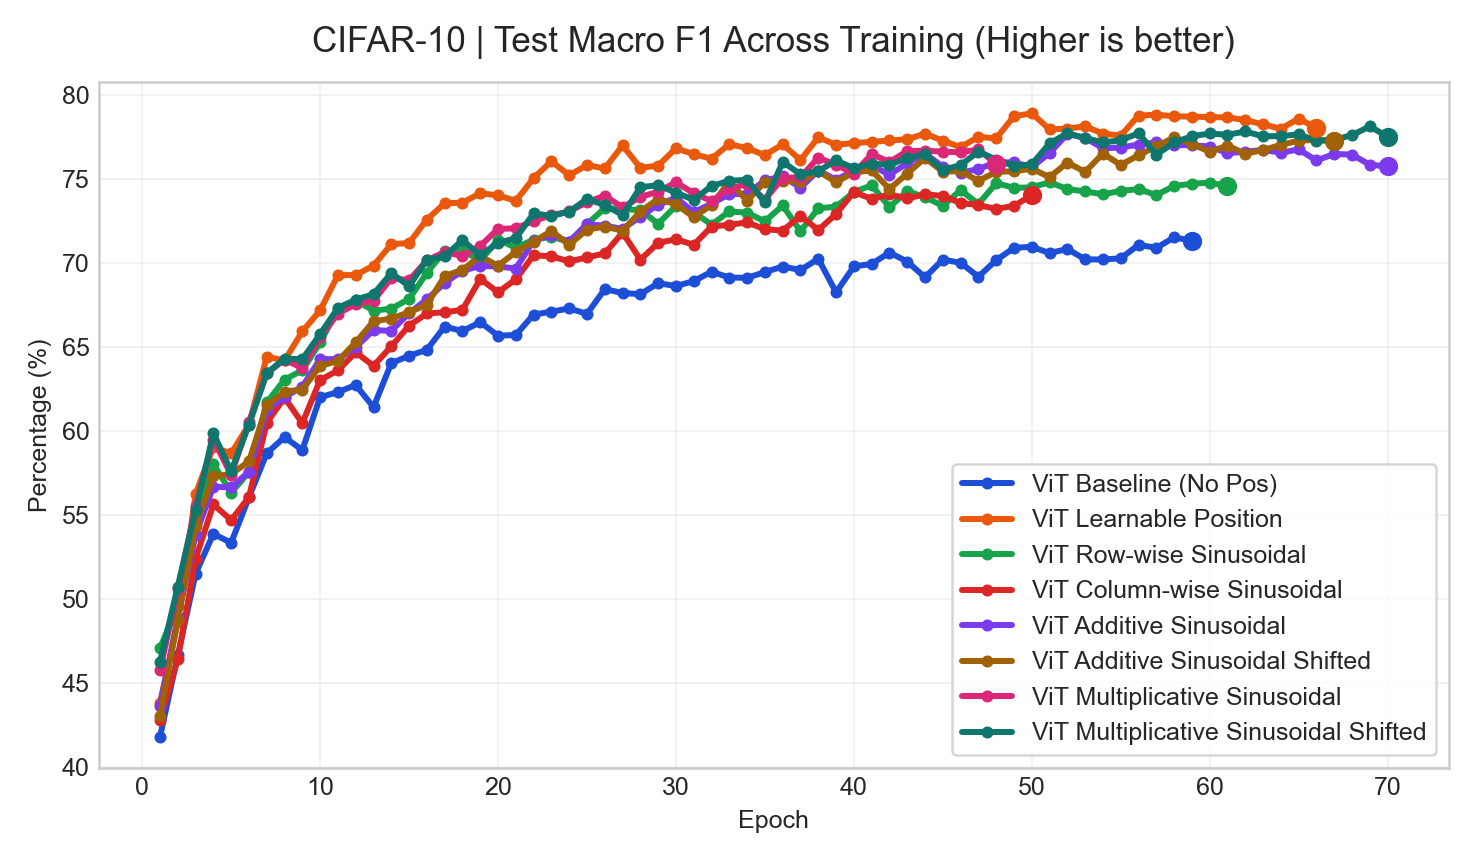 CIFAR-10 | Test Macro F1 Across Training (Higher is better)
Percentage (%)
80
75
70
65
60
55
50
45
40
0 10 20 30 40 50 60 70
Epoch
ViT Baseline (No Pos)
ViT Learnable Position
ViT Row-wise Sinusoidal
ViT Column-wise Sinusoidal
ViT Additive Sinusoidal
ViT Additive Sinusoidal Shifted
ViT Multiplicative Sinusoidal
ViT Multiplicative Sinusoidal Shifted